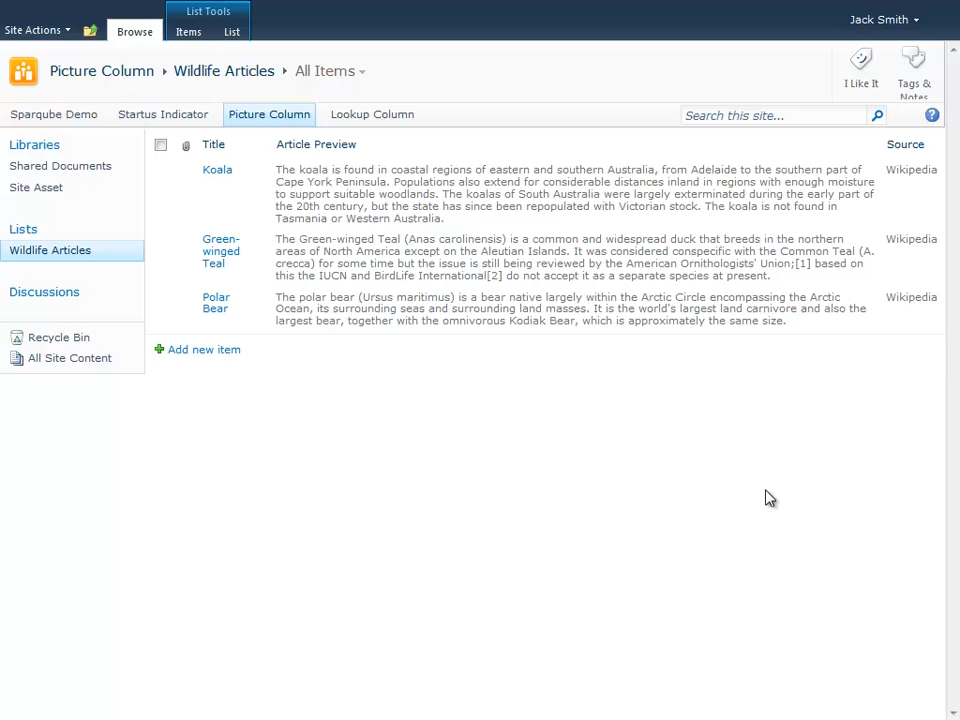 List Tools
Jack Smith
Site Actions
Browse
Items
List
Picture Column
Wildlife Articles
All Items
I Like It
Tags &
Notes
Sparqube Demo
Startus Indicator
Picture Column
Lookup Column
Search this site...
Libraries
Shared Documents
Site Asset
Lists
Wildlife Articles
Discussions
Recycle Bin
All Site Content
Title
Article Preview
Source
Koala
The koala is found in coastal regions of eastern and southern Australia, from Adelaide to the southern part of
Cape York Peninsula. Populations also extend for considerable distances inland in regions with enough moisture
to support suitable woodlands. The koalas of South Australia were largely exterminated during the early part of
the 20th century, but the state has since been repopulated with Victorian stock. The koala is not found in
Tasmania or Western Australia.
Wikipedia
Green-
winged
Teal
The Green-winged Teal (Anas carolinensis) is a common and widespread duck that breeds in the northern
areas of North America except on the Aleutian Islands. It was considered conspecific with the Common Teal (A.
crecca) for some time but the issue is still being reviewed by the American Ornithologists' Union;[1] based on
this the IUCN and BirdLife International[2] do not accept it as a separate species at present.
Wikipedia
Polar
Bear
The polar bear (Ursus maritimus) is a bear native largely within the Arctic Circle encompassing the Arctic
Ocean, its surrounding seas and surrounding land masses. It is the world's largest land carnivore and also the
largest bear, together with the omnivorous Kodiak Bear, which is approximately the same size.
Wikipedia
Add new item